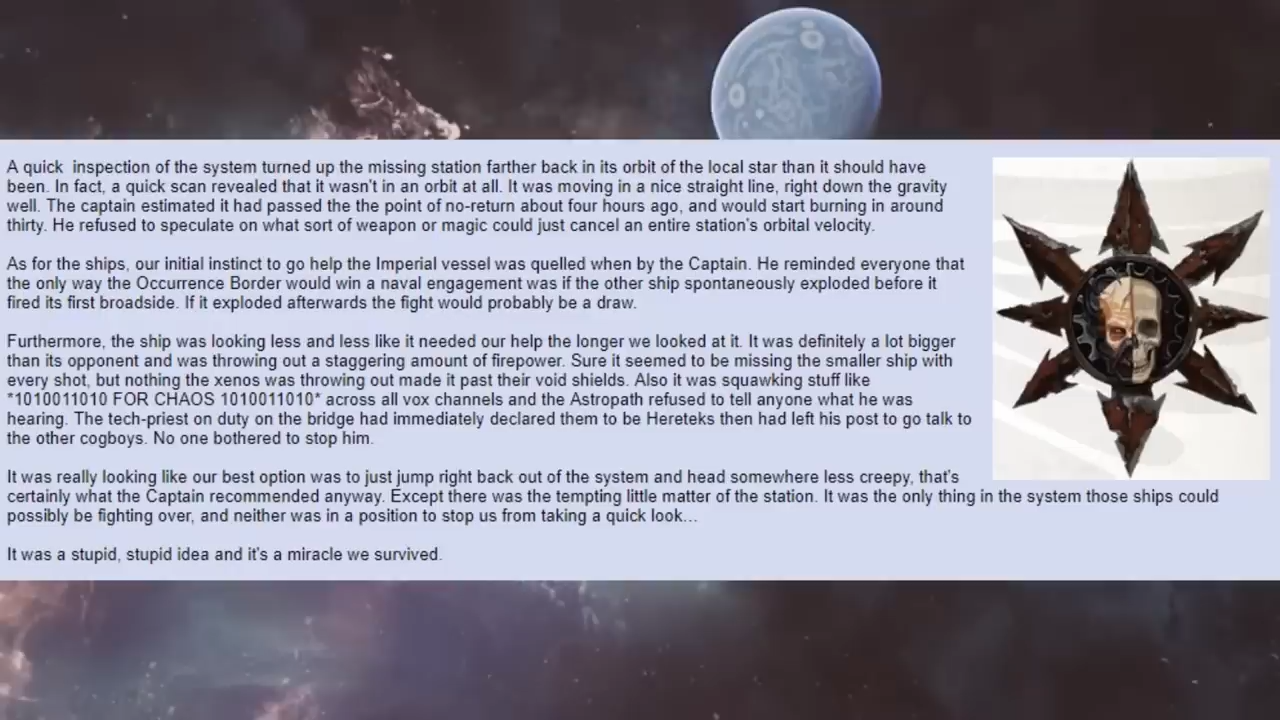 A quick  inspection of the system turned up the missing station farther back in its orbit of the local star than it should have
been. In fact, a quick scan revealed that it wasn't in an orbit at all. It was moving in a nice straight line, right down the gravity
well. The captain estimated it had passed the the point of no-return about four hours ago, and would start burning in around
thirty. He refused to speculate on what sort of weapon or magic could just cancel an entire station's orbital velocity.
As for the ships, our initial instinct to go help the Imperial vessel was quelled when by the Captain. He reminded everyone that
the only way the Occurrence Border would win a naval engagement was if the other ship spontaneously exploded before it
fired its first broadside. If it exploded afterwards the fight would probably be a draw.
Furthermore, the ship was looking less and less like it needed our help the longer we looked at it. It was definitely a lot bigger
than its opponent and was throwing out a staggering amount of firepower. Sure it seemed to be missing the smaller ship with
every shot, but nothing the xenos was throwing out made it past their void shields. Also it was squawking stuff like
*1010011010 FOR CHAOS 1010011010* across all vox channels and the Astropath refused to tell anyone what he was
hearing. The tech-priest on duty on the bridge had immediately declared them to be Hereteks then had left his post to go talk to
the other cogboys. No one bothered to stop him.
It was really looking like our best option was to just jump right back out of the system and head somewhere less creepy, that's
certainly what the Captain recommended anyway. Except there was the tempting little matter of the station. It was the only thing in the system those ships could
possibly be fighting over, and neither was in a position to stop us from taking a quick look...
It was a stupid, stupid idea and it's a miracle we survived.